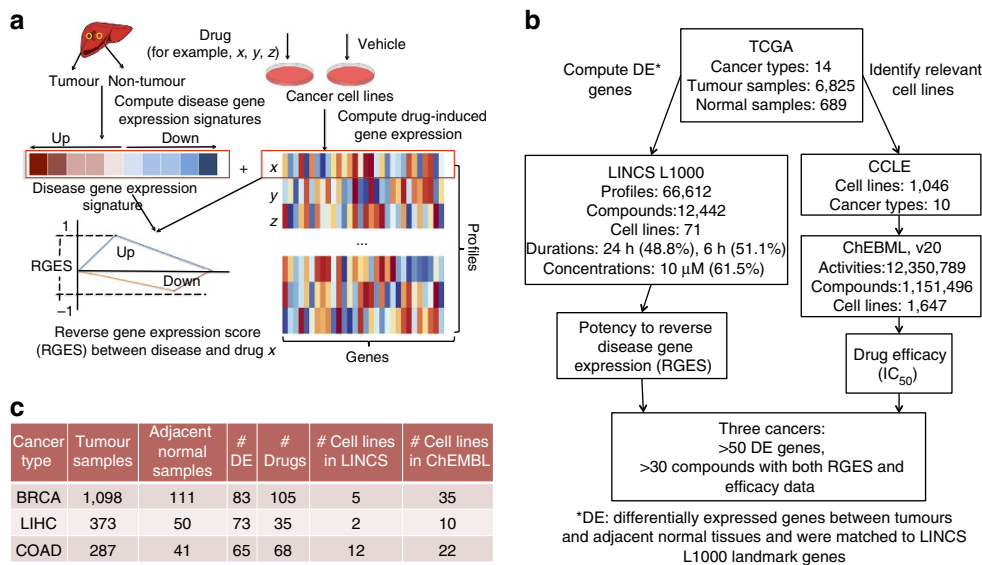 a
Drug
(for example, x, y, z)
Vehicle
Tumour
Non-tumour
Cancer cell lines
Compute disease gene
expression signatures
Compute drug-induced
gene expression
Up
Down
+
x
y
z
...
Disease gene expression
signature
1
RGES
−1
Up
Down
Profiles
Genes
Reverse gene expression score
(RGES) between disease and drug x
b
TCGA
Cancer types: 14
Tumour samples: 6,825
Normal samples: 689
Compute DE*
genes
Identify relevant
cell lines
LINCS L1000
Profiles: 66,612
Compounds:12,442
Cell lines: 71
Durations: 24 h (48.8%), 6 h (51.1%)
Concentrations: 10 μM (61.5%)
CCLE
Cell lines: 1,046
Cancer types: 10
ChEBML, v20
Activities:12,350,789
Compounds:1,151,496
Cell lines: 1,647
Potency to reverse
disease gene
expression (RGES)
Drug efficacy
(IC50)
Three cancers:
>50 DE genes,
>30 compounds with both RGES and
efficacy data
*DE: differentially expressed genes between tumours
and adjacent normal tissues and were matched to LINCS
L1000 landmark genes
c
Cancer type | Tumour samples | Adjacent normal samples | # DE | # Drugs | # Cell lines in LINCS | # Cell lines in ChEMBL
BRCA 1,098 111 83 105 5 35
LIHC 373 50 73 35 2 10
COAD 287 41 65 68 12 22